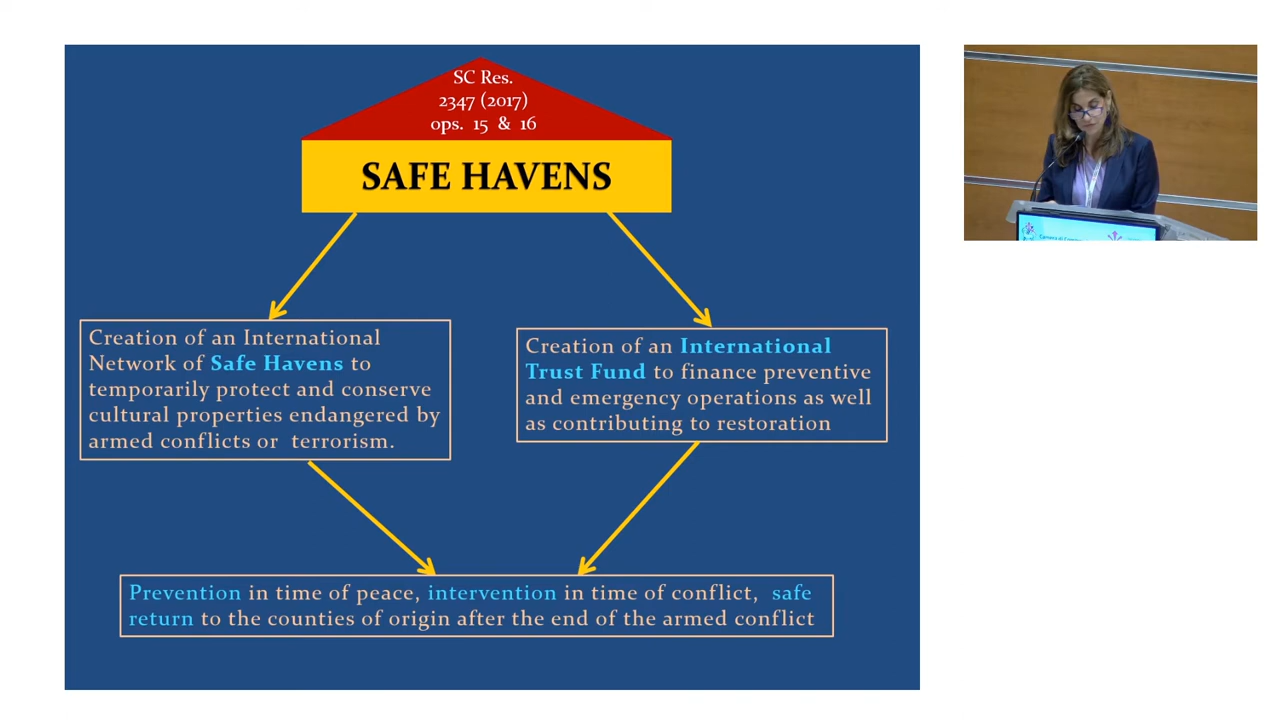 SC Res.
2347 (2017)
ops. 15 & 16
SAFE HAVENS
Creation of an International
Network of Safe Havens to
temporarily protect and conserve
cultural properties endangered by
armed conflicts or terrorism.
Creation of an International
Trust Fund to finance preventive
and emergency operations as well
as contributing to restoration
Prevention in time of peace, intervention in time of conflict, safe
return to the counties of origin after the end of the armed conflict
Camera di